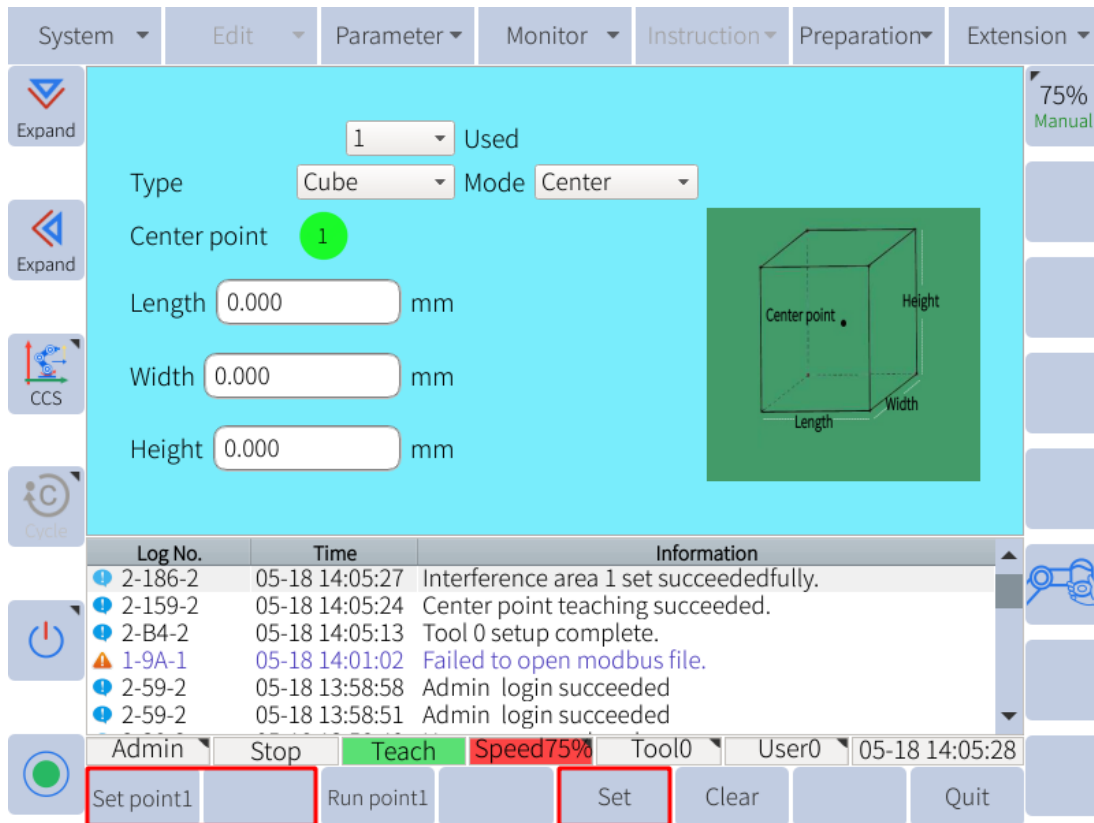 System Edit Parameter Monitor Instruction Preparation Extension
Expand
75%
Manual
1 Used
Type Cube Mode Center
Center point 1
Expand
Length 0.000 mm
Center point
Height
Width 0.000 mm
CCS
Width
Length
Height 0.000 mm
Cycle
Log No. Time Information
2-186-2 05-18 14:05:27 Interference area 1 set succeededfully.
2-159-2 05-18 14:05:24 Center point teaching succeeded.
2-B4-2 05-18 14:05:13 Tool 0 setup complete.
1-9A-1 05-18 14:01:02 Failed to open modbus file.
2-59-2 05-18 13:58:58 Admin login succeeded
2-59-2 05-18 13:58:51 Admin login succeeded
Admin Stop Teach Speed75% Tool0 User0 05-18 14:05:28
Set point1 Run point1 Set Clear Quit